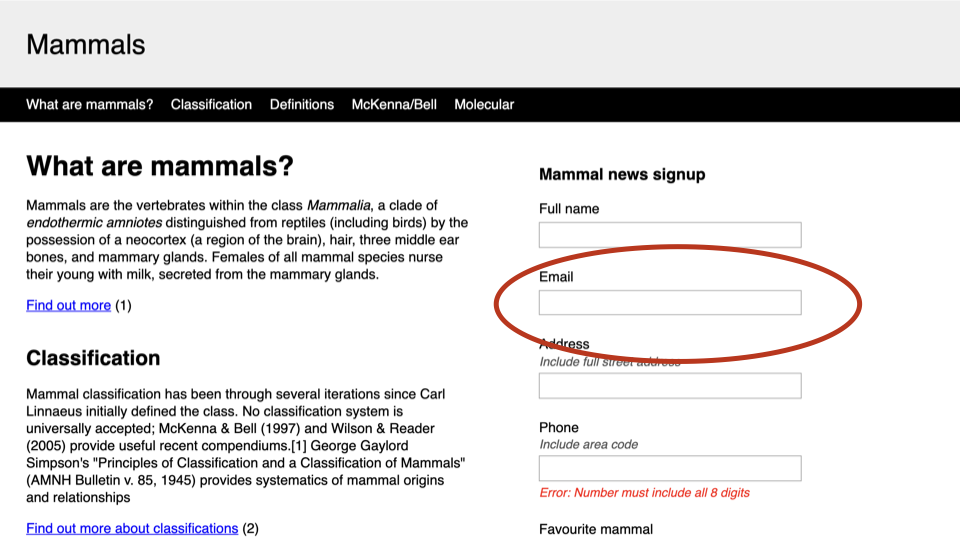 Mammals
What are mammals? Classification Definitions McKenna/Bell Molecular
What are mammals?
Mammals are the vertebrates within the class Mammalia, a clade of
endothermic amniotes distinguished from reptiles (including birds) by the
possession of a neocortex (a region of the brain), hair, three middle ear
bones, and mammary glands. Females of all mammal species nurse
their young with milk, secreted from the mammary glands.
Find out more (1)
Classification
Mammal classification has been through several iterations since Carl
Linnaeus initially defined the class. No classification system is
universally accepted; McKenna & Bell (1997) and Wilson & Reader
(2005) provide useful recent compendiums.[1] George Gaylord
Simpson's "Principles of Classification and a Classification of Mammals"
(AMNH Bulletin v. 85, 1945) provides systematics of mammal origins
and relationships
Find out more about classifications (2)
Mammal news signup
Full name
Email
Address
Include full street address
Phone
Include area code
Error: Number must include all 8 digits
Favourite mammal